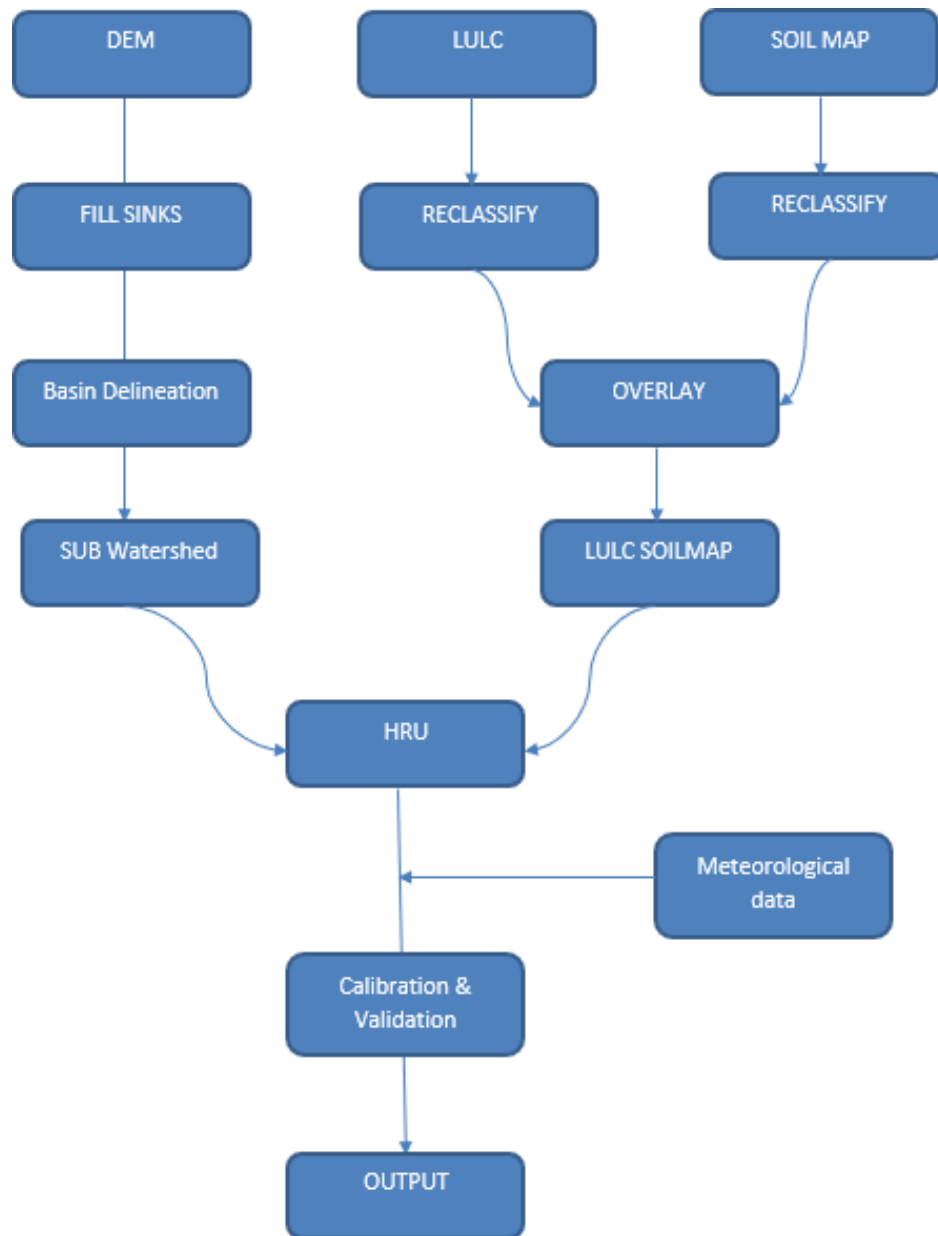 DEM
LULC
SOIL MAP
FILL SINKS
RECLASSIFY
RECLASSIFY
Basin Delineation
OVERLAY
SUB Watershed
LULC SOILMAP
HRU
Meteorological
data
Calibration &
Validation
OUTPUT